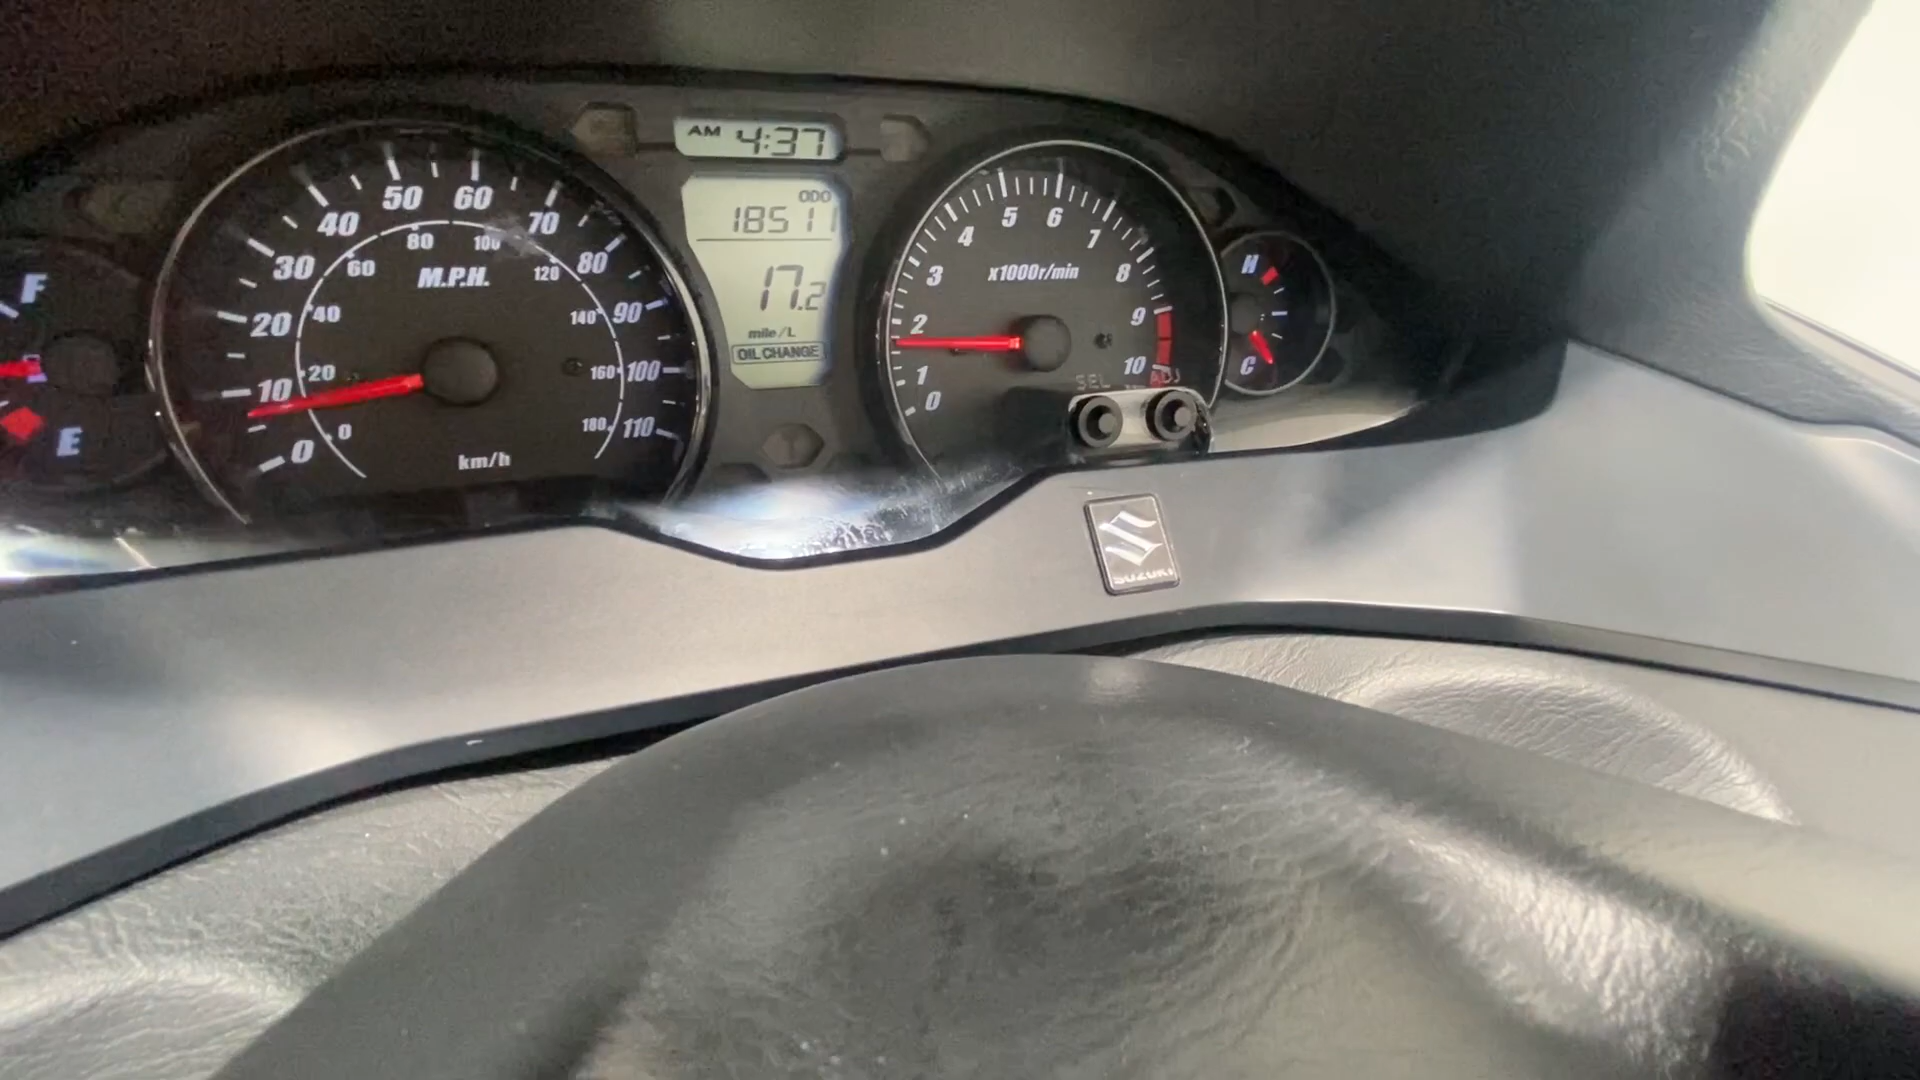 AM 4:37
ODO
18511
17.2
mile/L
OIL CHANGE
F
E
0 10 20 30 40 50 60 70 80 90 100 110
0 20 40 60 80 100 120 140 160 180
M.P.H.
km/h
0 1 2 3 4 5 6 7 8 9 10
x1000r/min
SEL ADJ
H
C
SUZUKI